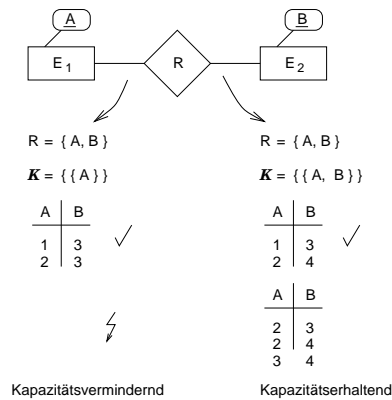 A B
E1 R E2
R = { A, B }
K = { { A } }
A B
1 3
2 3
R = { A, B }
K = { { A, B } }
A B
1 3
2 4
A B
2 3
2 4
3 4
Kapazitätsvermindernd
Kapazitätserhaltend